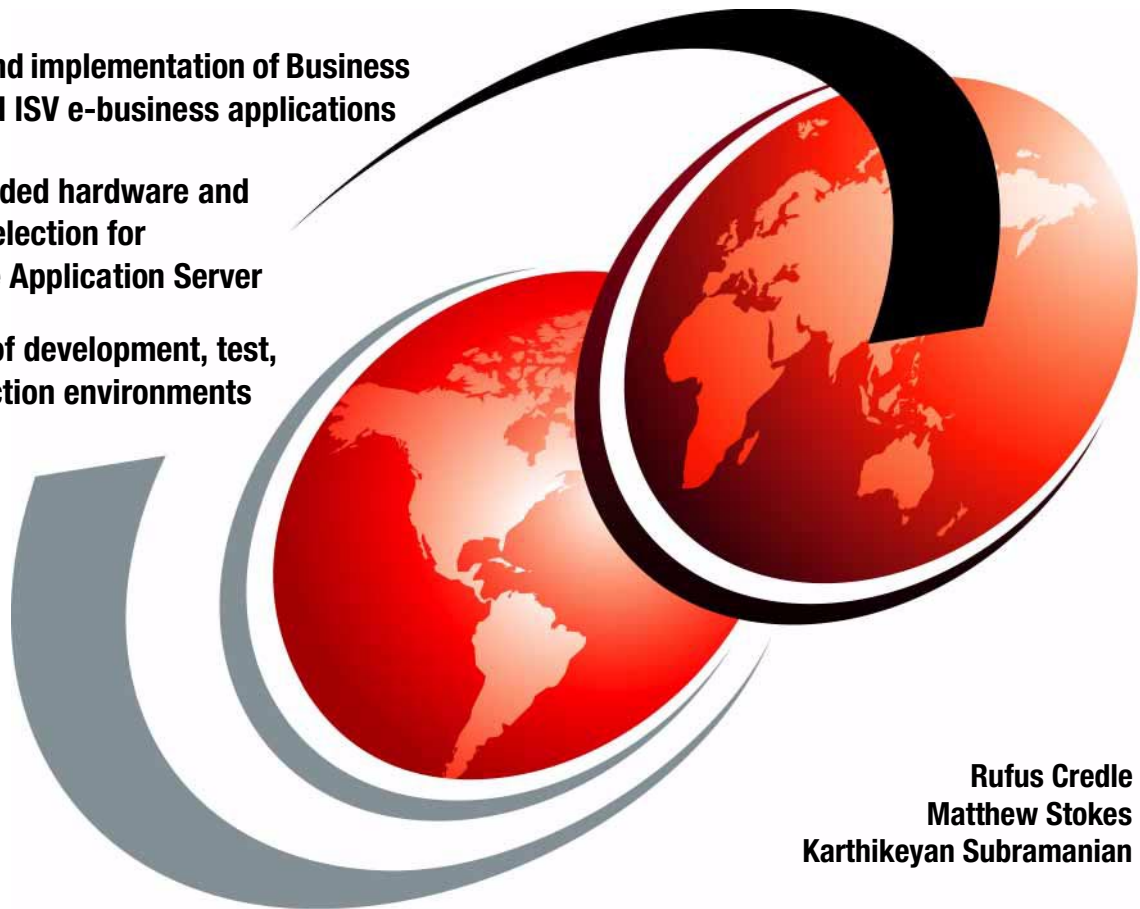 nd implementation of Business
ISV e-business applications
ded hardware and
election for
Application Server
of development, test,
ction environments
Rufus Credle
Matthew Stokes
Karthikeyan Subramanian